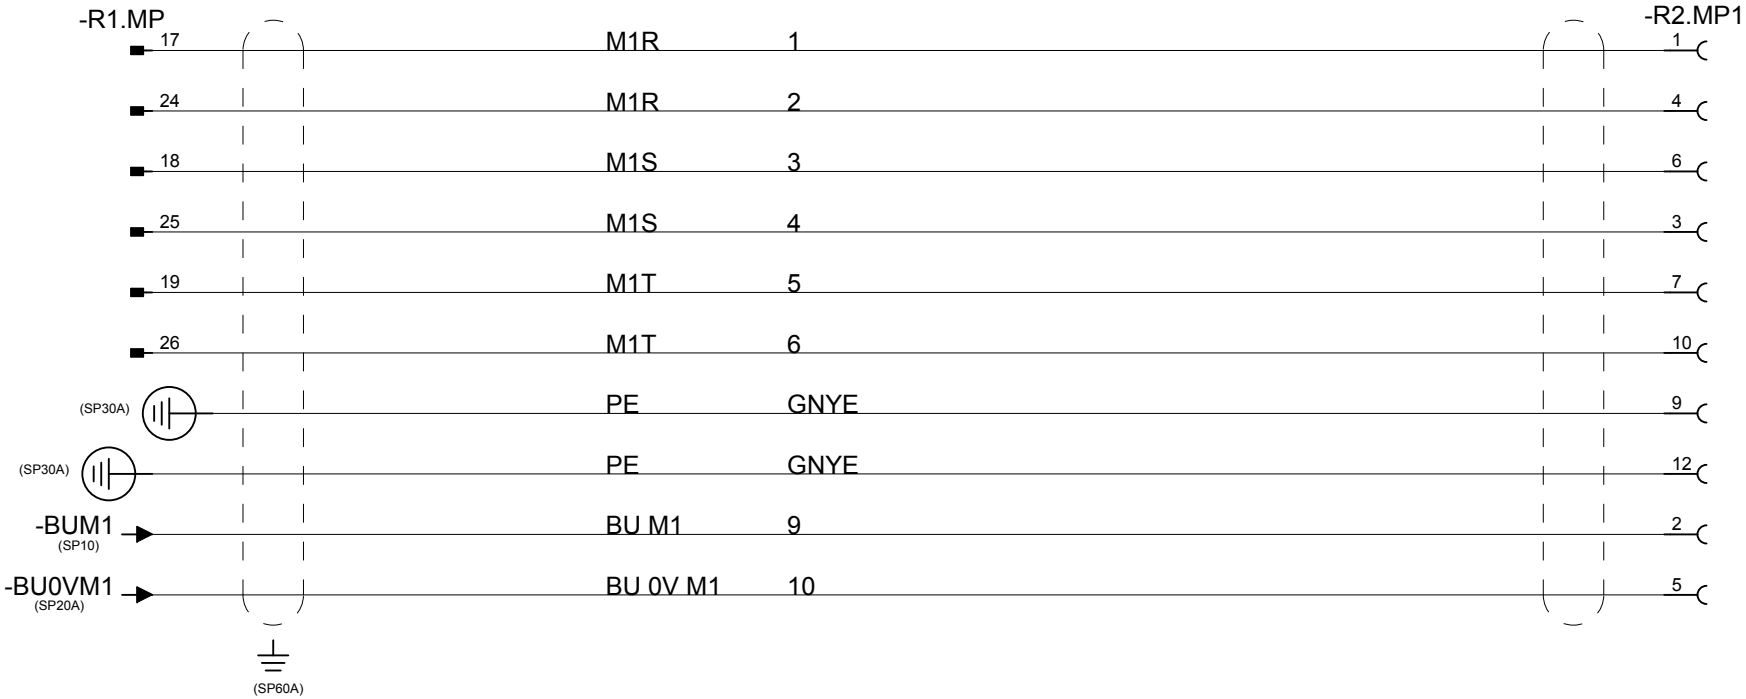 -R1.MP -R2.MP1
17 M1R 1 1
24 M1R 2 4
18 M1S 3 6
25 M1S 4 3
19 M1T 5 7
26 M1T 6 10
(SP30A) PE GNYE 9
(SP30A) PE GNYE 12
-BUM1 BU M1 9 2
(SP10)
-BU0VM1 BU 0V M1 10 5
(SP20A)
(SP60A)